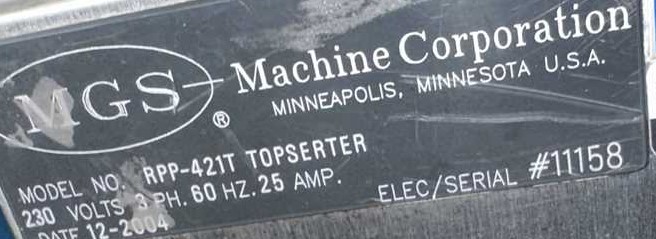 MGS Machine Corporation
®
MINNEAPOLIS, MINNESOTA U.S.A.
MODEL NO. RPP-421T TOPSERTER
230 VOLTS 3 PH. 60 HZ. 25 AMP. ELEC/SERIAL #11158
DATE 12-2004